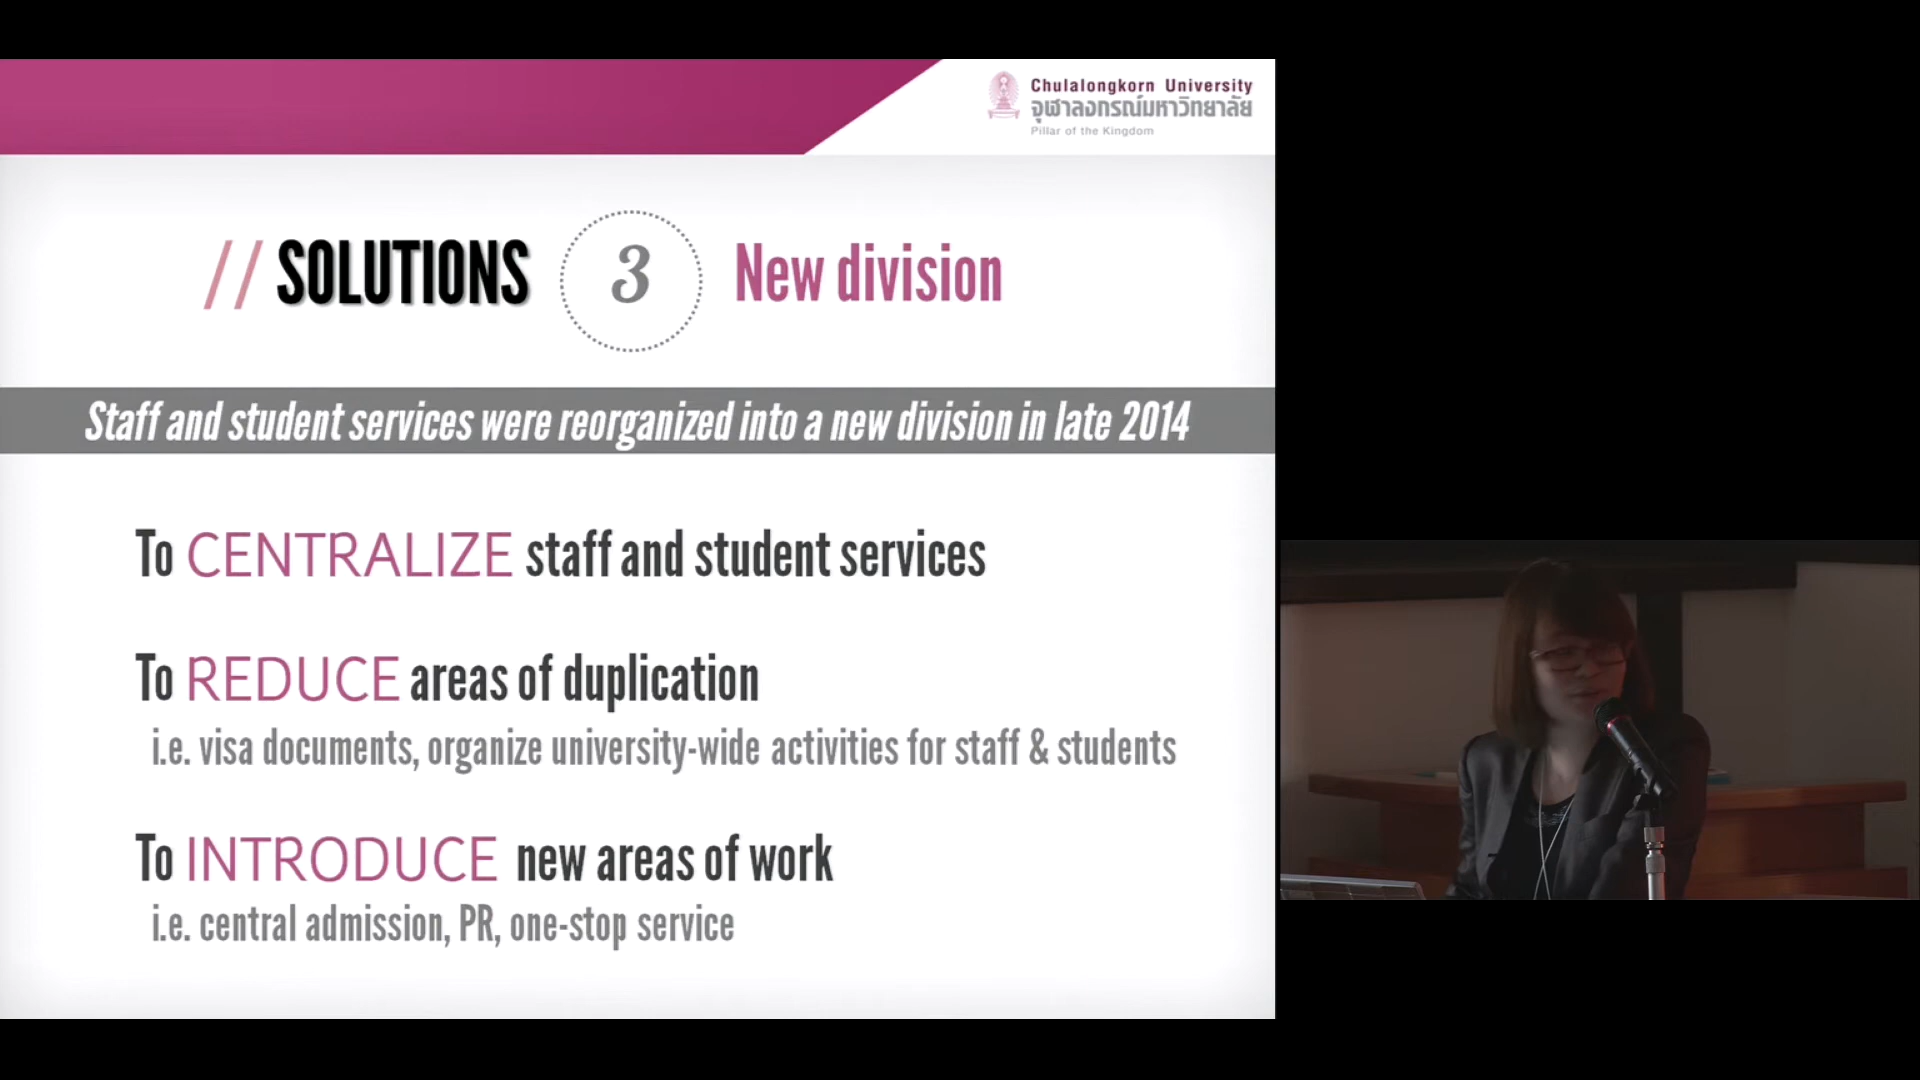 Chulalongkorn University
จุฬาลงกรณ์มหาวิทยาลัย
Pillar of the Kingdom
// SOLUTIONS 3 New division
Staff and student services were reorganized into a new division in late 2014
To CENTRALIZE staff and student services
To REDUCE areas of duplication
i.e. visa documents, organize university-wide activities for staff & students
To INTRODUCE new areas of work
i.e. central admission, PR, one-stop service